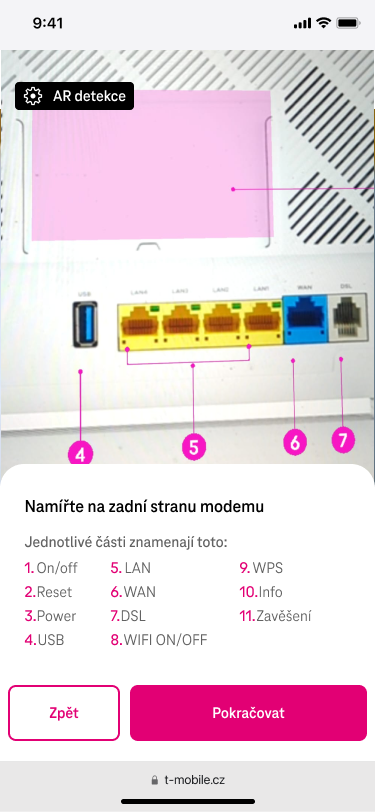 9:41
AR detekce
USB
LAN4 LAN3 LAN2 LAN1 WAN DSL
4 5 6 7
Namířte na zadní stranu modemu
Jednotlivé části znamenají toto:
1. On/off 5. LAN 9. WPS
2.Reset 6.WAN 10.Info
3.Power 7.DSL 11.Zavěšení
4.USB 8.WIFI ON/OFF
Zpět Pokračovat
t-mobile.cz